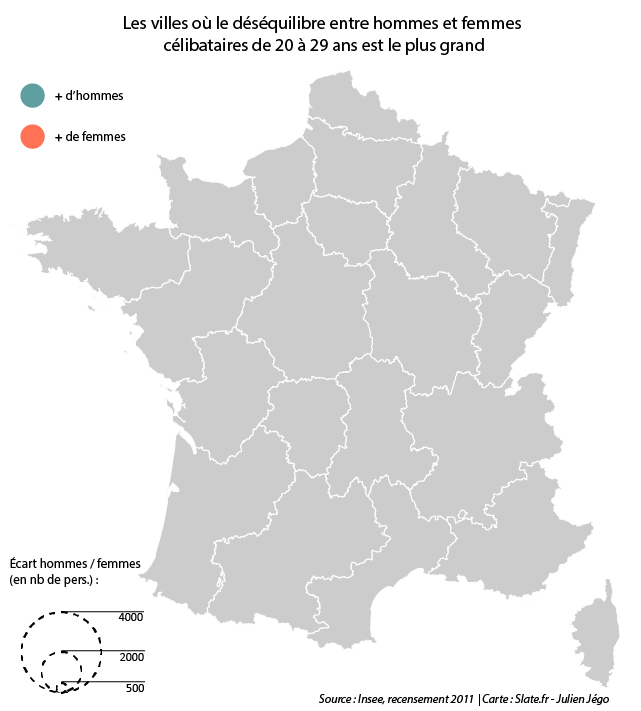 Les villes où le déséquilibre entre hommes et femmes
célibataires de 20 à 29 ans est le plus grand
+ d'hommes
+ de femmes
Écart hommes / femmes
(en nb de pers.) :
4000
2000
500
Source : Insee, recensement 2011 | Carte : Slate.fr - Julien Jégo